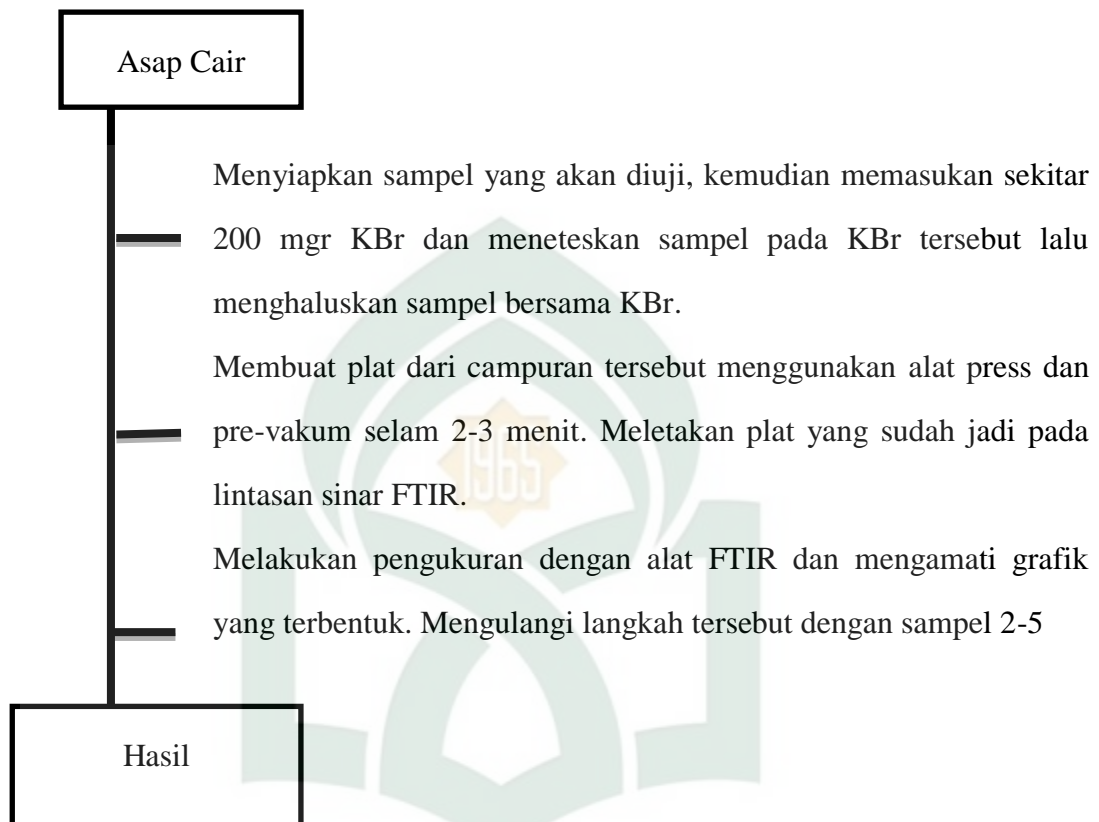 Asap Cair
Menyiapkan sampel yang akan diuji, kemudian memasukan sekitar
200 mgr KBr dan meneteskan sampel pada KBr tersebut lalu
menghaluskan sampel bersama KBr.
Membuat plat dari campuran tersebut menggunakan alat press dan
pre-vakum selam 2-3 menit. Meletakan plat yang sudah jadi pada
lintasan sinar FTIR.
1965
Melakukan pengukuran dengan alat FTIR dan mengamati grafik
yang terbentuk. Mengulangi langkah tersebut dengan sampel 2-5
Hasil